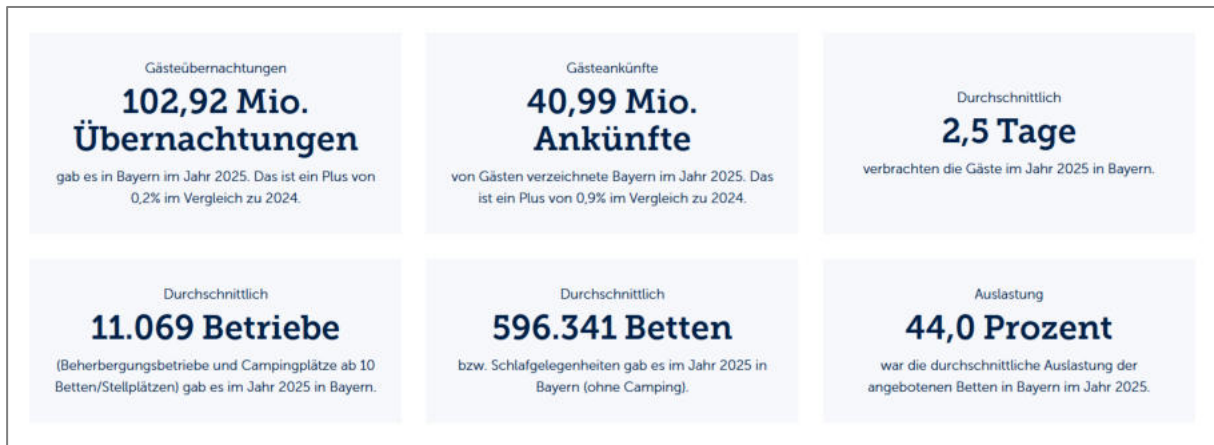 Gästeübernachtungen
102,92 Mio.
Übernachtungen
gab es in Bayern im Jahr 2025. Das ist ein Plus von
0,2% im Vergleich zu 2024.
Gästeankünfte
40,99 Mio.
Ankünfte
von Gästen verzeichnete Bayern im Jahr 2025. Das
ist ein Plus von 0,9% im Vergleich zu 2024.
Durchschnittlich
2,5 Tage
verbrachten die Gäste im Jahr 2025 in Bayern.
Durchschnittlich
11.069 Betriebe
(Beherbergungsbetriebe und Campingplätze ab 10
Betten/Stellplätzen) gab es im Jahr 2025 in Bayern.
Durchschnittlich
596.341 Betten
bzw. Schlafgelegenheiten gab es im Jahr 2025 in
Bayern (ohne Camping).
Auslastung
44,0 Prozent
war die durchschnittliche Auslastung der
angebotenen Betten in Bayern im Jahr 2025.